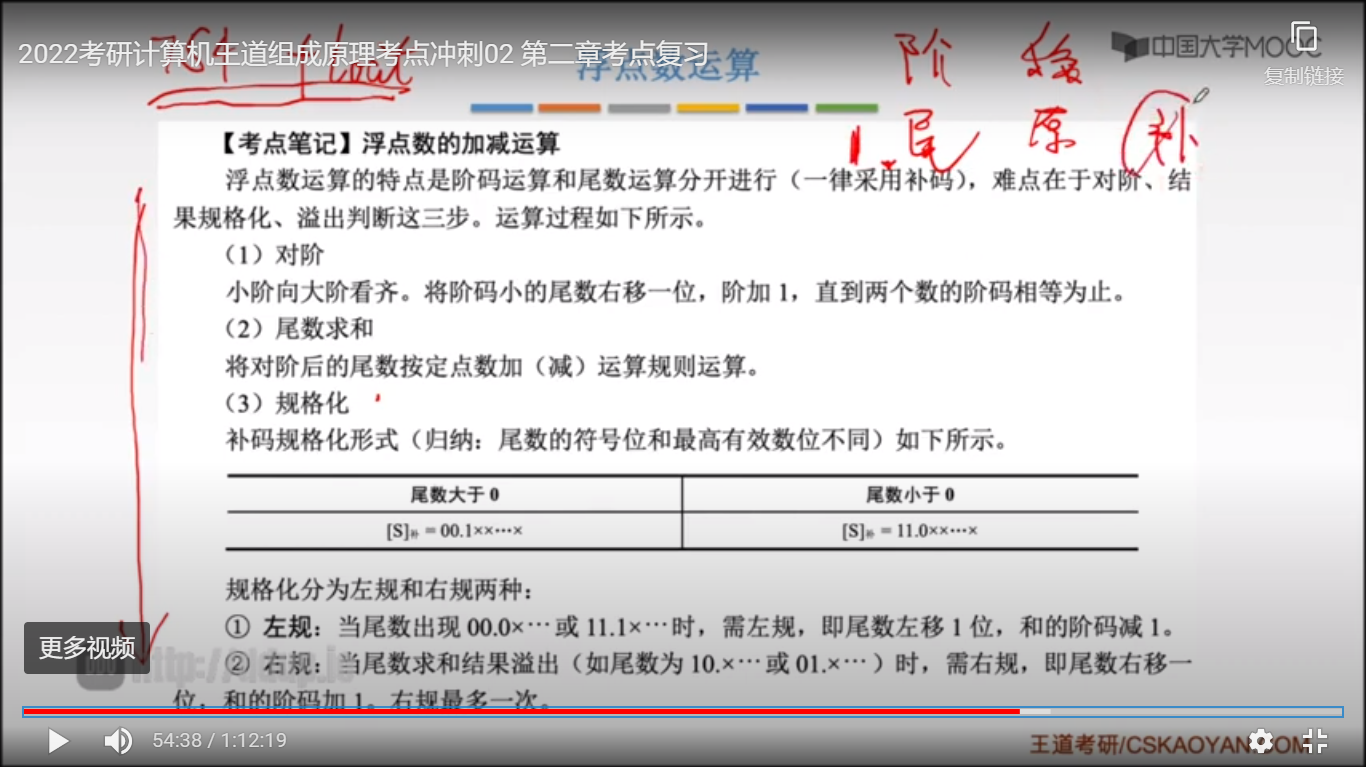 2022考研计算机王道组成原理考点冲刺02 第二章考点复习
浮点数运算
中国大学MOOC
复制链接
阶 移
1.尾 原 补
【考点笔记】浮点数的加减运算
浮点数运算的特点是阶码运算和尾数运算分开进行（一律采用补码），难点在于对阶、结
果规格化、溢出判断这三步。运算过程如下所示。
（1）对阶
小阶向大阶看齐。将阶码小的尾数右移一位，阶加 1，直到两个数的阶码相等为止。
（2）尾数求和
将对阶后的尾数按定点数加（减）运算规则运算。
（3）规格化
补码规格化形式（归纳：尾数的符号位和最高有效数位不同）如下所示。
尾数大于 0 尾数小于 0
[S]补 = 00.1××⋯× [S]补 = 11.0××⋯×
规格化分为左规和右规两种：
① 左规：当尾数出现 00.0×⋯ 或 11.1×⋯ 时，需左规，即尾数左移 1 位，和的阶码减 1。
② 右规：当尾数求和结果溢出（如尾数为 10.×⋯ 或 01.×⋯ ）时，需右规，即尾数右移一
位，和的阶码加 1。右规最多一次。
更多视频
54:38 / 1:12:19
王道考研/CSKAOYAN.COM